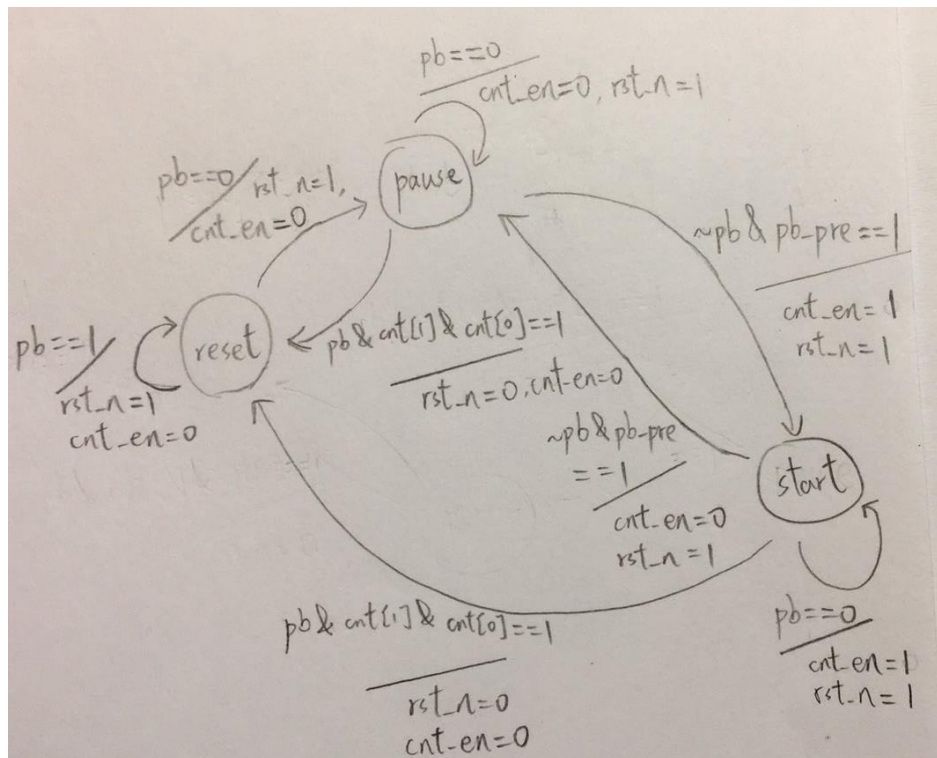 pb==0
cnt_en=0, rst_n=1
pause
pb==0
rst_n=1,
cnt_en=0
~pb & pb_pre==1
cnt_en=1
rst_n=1
pb==1
rst_n=1
cnt_en=0
reset
pb & cnt[1] & cnt[0]==1
rst_n=0, cnt_en=0
~pb & pb_pre
==1
cnt_en=0
rst_n=1
start
pb==0
cnt_en=1
rst_n=1
pb & cnt[1] & cnt[0]==1
rst_n=0
cnt_en=0